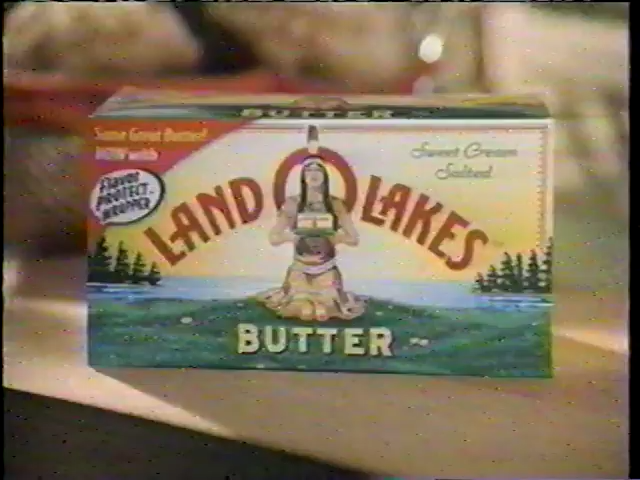 BUTTER
Same Great Butter!
NOW with
FLAVOR
PROTECT
WRAPPER
Sweet Cream
Salted
LAND O LAKES
BUTTER